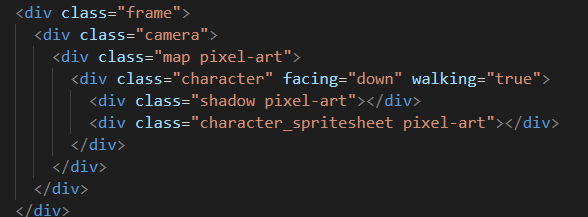 <div class="frame">
<div class="camera">
<div class="map pixel-art">
<div class="character" facing="down" walking="true">
<div class="shadow pixel-art"></div>
<div class="character_spritesheet pixel-art"></div>
</div>
</div>
</div>
</div>